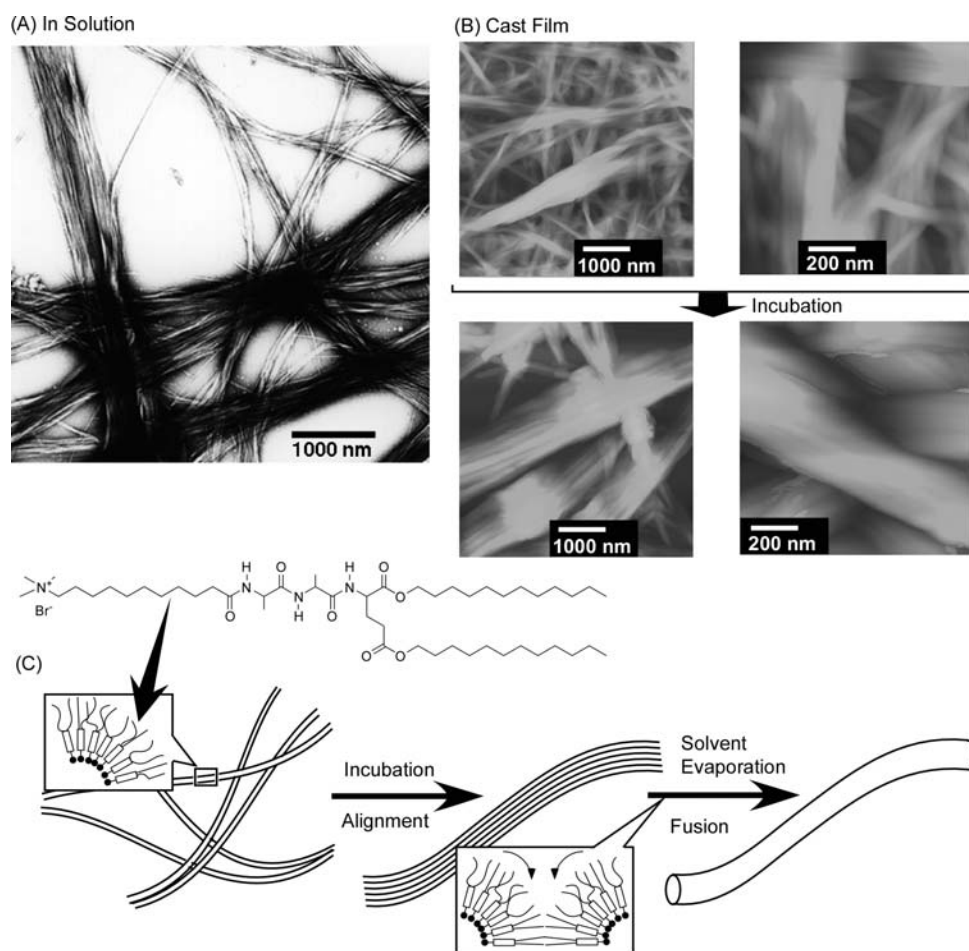 (A) In Solution
1000 nm
(B) Cast Film
1000 nm
200 nm
Incubation
1000 nm
200 nm
N+
Br-
O
H
N
O
N
H
O
H
N
O
O
O
O
(C)
Incubation
Alignment
Solvent
Evaporation
Fusion